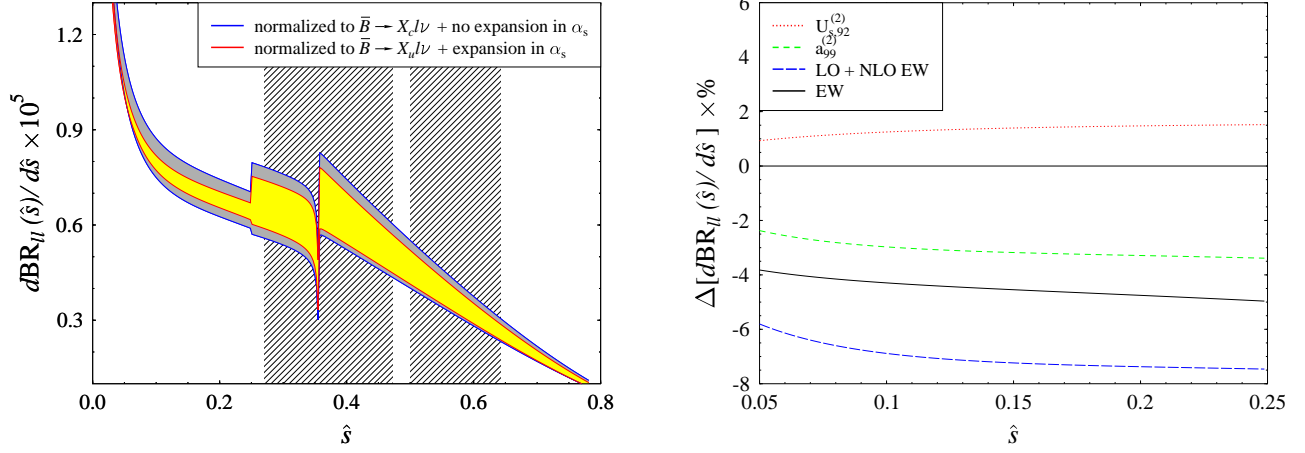 normalized to B̅ → X_c lν + no expansion in α_s
normalized to B̅ → X_u lν + expansion in α_s
dBR_ll (ŝ)/ dŝ ×10^5
1.2
0.9
0.6
0.3
0.0
0.2
0.4
0.6
0.8
ŝ
U_s,92^(2)
a_99^(2)
LO + NLO EW
EW
Δ[dBR_ll (ŝ)/ dŝ ] ×%
6
4
2
0
-2
-4
-6
-8
0.05
0.1
0.15
0.2
0.25
ŝ